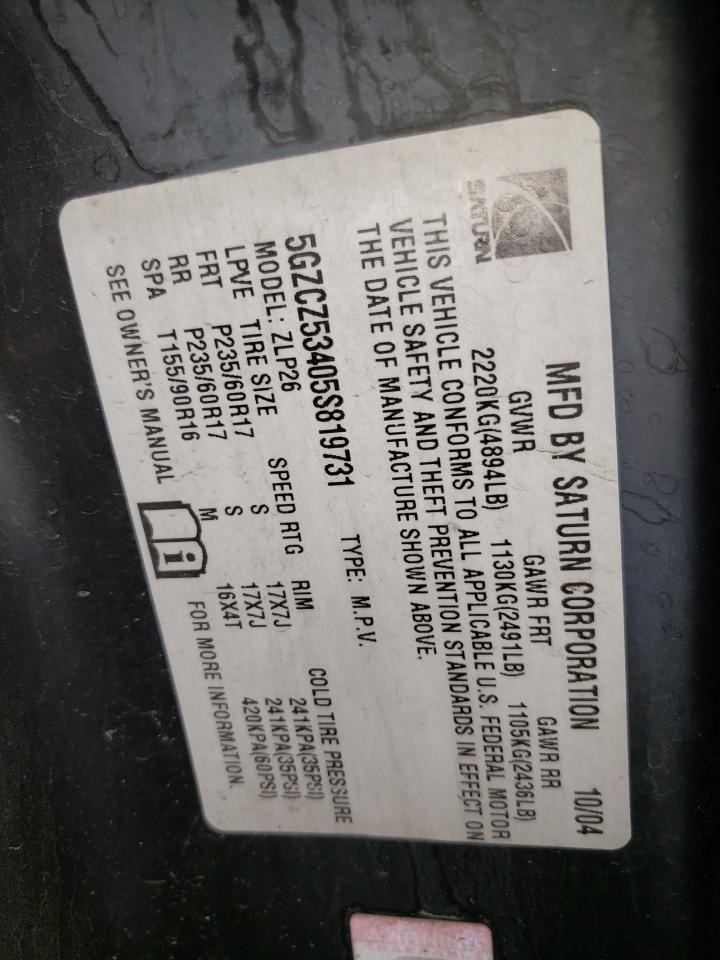 SATURN
MFD BY SATURN CORPORATION 10/04
GVWR GAWR FRT GAWR RR
2220KG(4894LB) 1130KG(2491LB) 1105KG(2436LB)
THIS VEHICLE CONFORMS TO ALL APPLICABLE U.S. FEDERAL MOTOR
VEHICLE SAFETY AND THEFT PREVENTION STANDARDS IN EFFECT ON
THE DATE OF MANUFACTURE SHOWN ABOVE.
5GZCZ53405S819731 TYPE: M.P.V.
MODEL: ZLP26
LPVE TIRE SIZE SPEED RTG RIM COLD TIRE PRESSURE
FRT P235/60R17 S 17X7J 241KPA(35PSI)
RR P235/60R17 S 17X7J 241KPA(35PSI)
SPA T155/90R16 M 16X4T 420KPA(60PSI)
SEE OWNER'S MANUAL i FOR MORE INFORMATION.